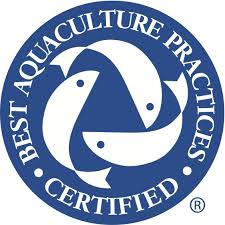 BEST AQUACULTURE PRACTICES
· CERTIFIED ·
®